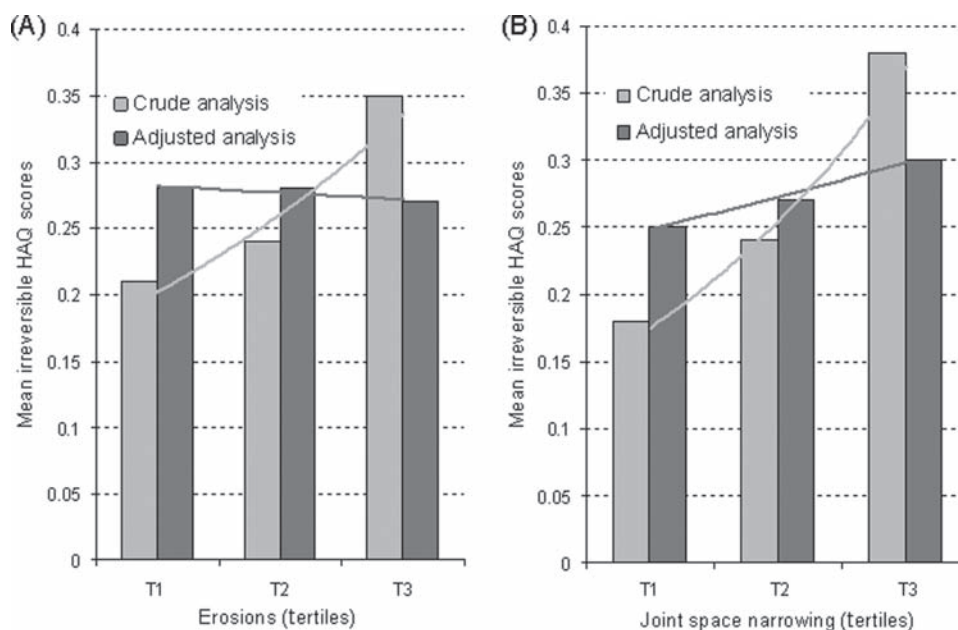 (A)
Mean irreversible HAQ scores
0.4
0.35
0.3
0.25
0.2
0.15
0.1
0.05
0
Crude analysis
Adjusted analysis
T1 T2 T3
Erosions (tertiles)
(B)
Mean irreversible HAQ scores
0.4
0.35
0.3
0.25
0.2
0.15
0.1
0.05
0
Crude analysis
Adjusted analysis
T1 T2 T3
Joint space narrowing (tertiles)